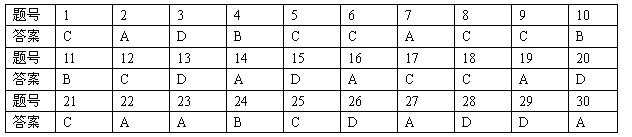 题号 1 2 3 4 5 6 7 8 9 10
答案 C A D B C C A C C B
题号 11 12 13 14 15 16 17 18 19 20
答案 B C D A D A C C A D
题号 21 22 23 24 25 26 27 28 29 30
答案 C A A B C D A D D A